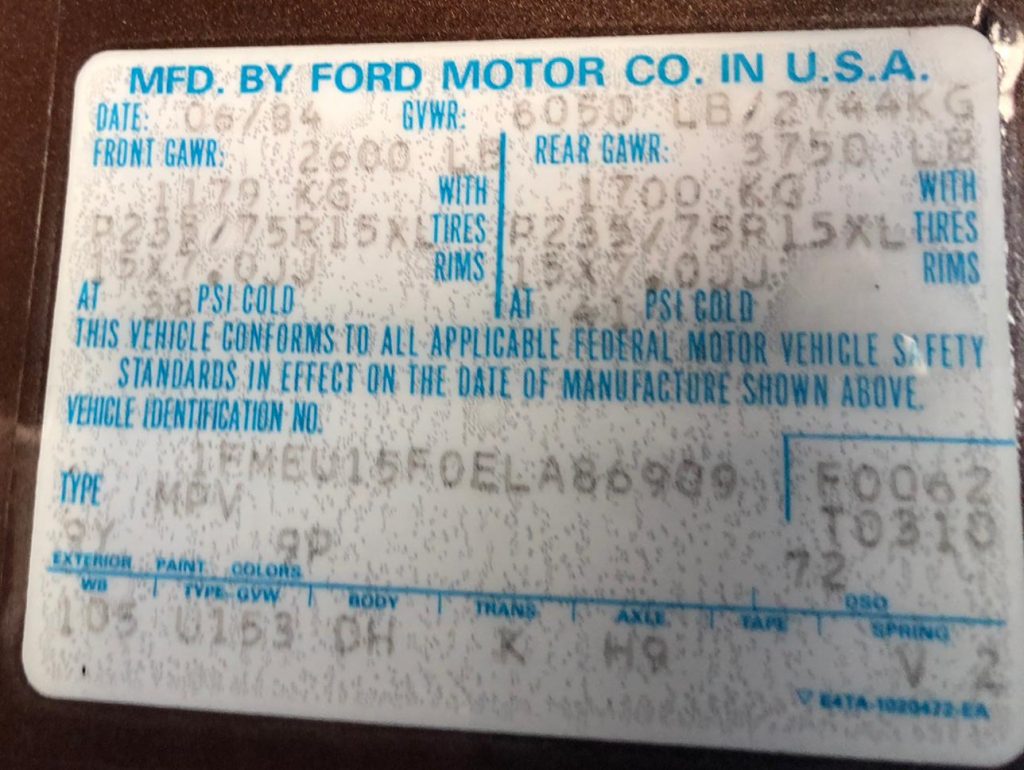 MFD. BY FORD MOTOR CO. IN U.S.A.
DATE: 06/84 GVWR: 6050 LB/2744KG
FRONT GAWR: 2600 LB REAR GAWR: 3750 LB
1179 KG WITH 1700 KG WITH
P235/75R15XL TIRES P235/75R15XL TIRES
15X7.0JJ RIMS 15X7.0JJ RIMS
AT PSI COLD AT 41 PSI COLD
THIS VEHICLE CONFORMS TO ALL APPLICABLE FEDERAL MOTOR VEHICLE SAFETY
STANDARDS IN EFFECT ON THE DATE OF MANUFACTURE SHOWN ABOVE.
VEHICLE IDENTIFICATION NO.
1FMEU15F0ELA86909 F0062
TYPE MPV T0310
9Y 9P 72
EXTERIOR PAINT COLORS DSO
WB TYPE-GVW BODY TRANS AXLE TAPE SPRING
105 U153 DH K H9 V 2
E4TA-1020472-EA